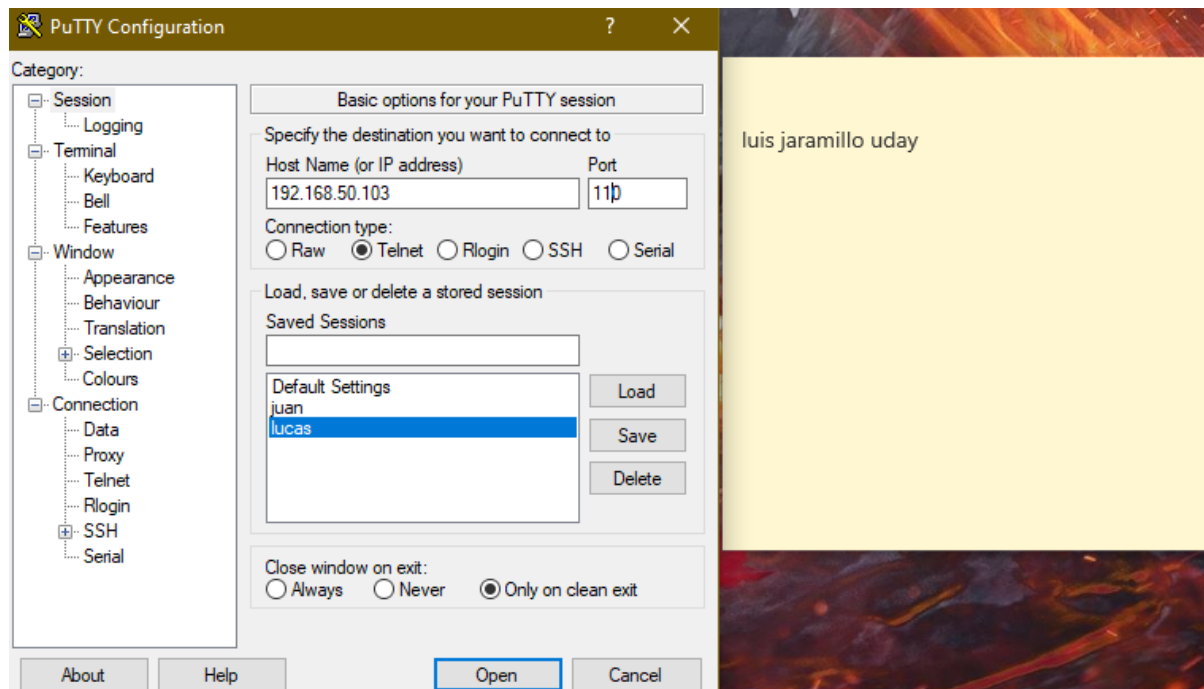 PuTTY Configuration
?
Category:
Session
Logging
Terminal
Keyboard
Bell
Features
Window
Appearance
Behaviour
Translation
Selection
Colours
Connection
Data
Proxy
Telnet
Rlogin
SSH
Serial
Basic options for your PuTTY session
Specify the destination you want to connect to
Host Name (or IP address) Port
192.168.50.103 110
Connection type:
Raw Telnet Rlogin SSH Serial
Load, save or delete a stored session
Saved Sessions
Default Settings
juan
lucas
Load
Save
Delete
Close window on exit:
Always Never Only on clean exit
About Help Open Cancel
luis jaramillo uday